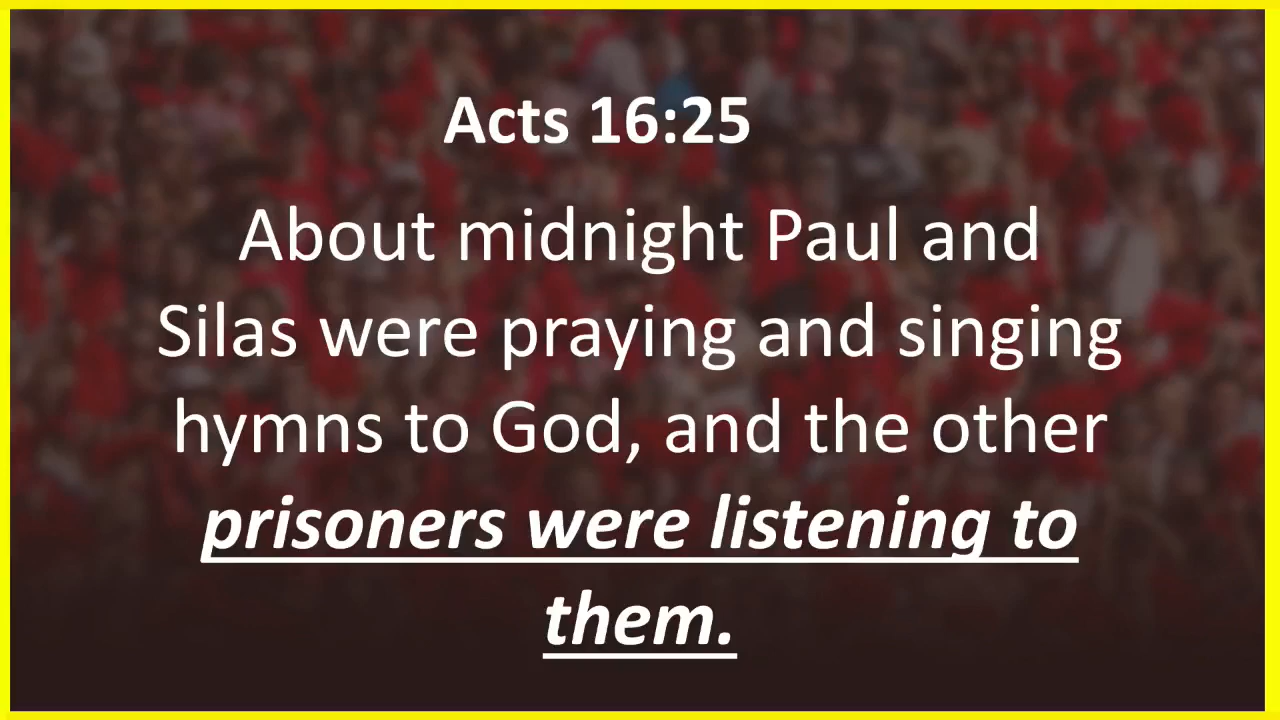 Acts 16:25
About midnight Paul and
Silas were praying and singing
hymns to God, and the other
prisoners were listening to
them.